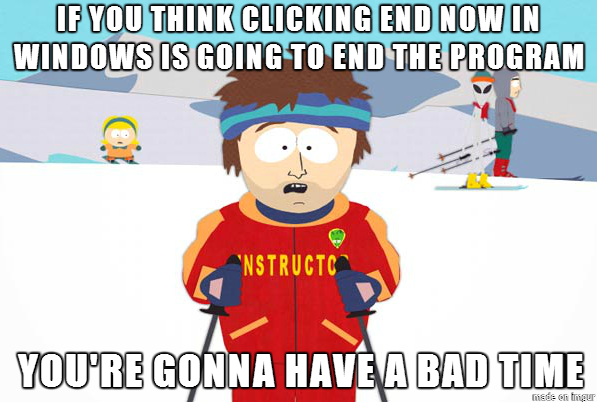 IF YOU THINK CLICKING END NOW IN
WINDOWS IS GOING TO END THE PROGRAM
INSTRUCTO
YOU'RE GONNA HAVE A BAD TIME
made on imgur